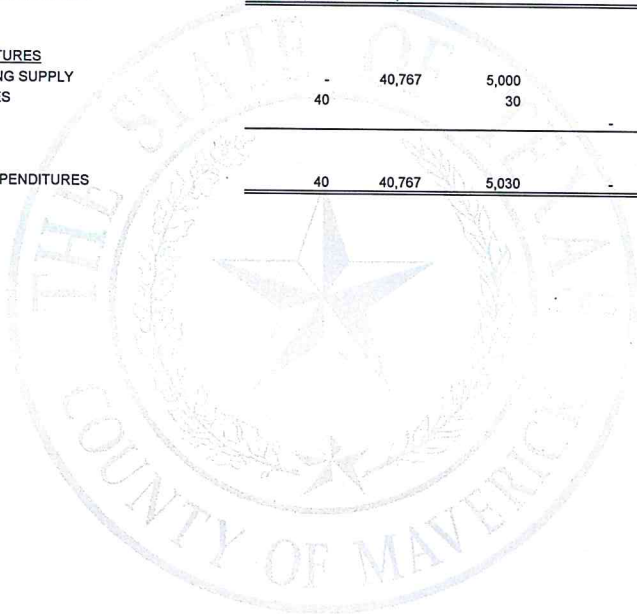 TURES
NG SUPPLY - 40,767 5,000
ES 40 30
-
PENDITURES 40 40,767 5,030 -
THE STATE OF TEXAS
COUNTY OF MAVERICK